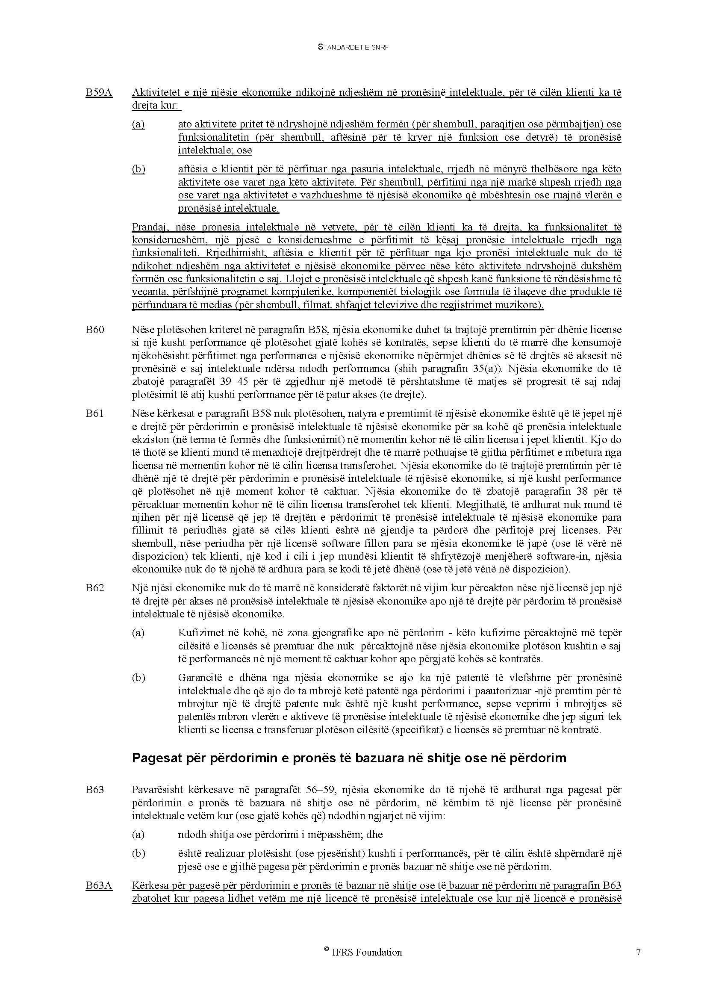 STANDARDET E SNRF
B59A Aktivitetet e një njësie ekonomike ndikojnë ndjeshëm në pronësinë intelektuale, për të cilën klienti ka të
drejta kur:
(a) ato aktivitete pritet të ndryshojnë ndjeshëm formën (për shembull, paraqitjen ose përmbajtjen) ose
funksionalitetin (për shembull, aftësinë për të kryer një funksion ose detyrë) të pronësisë
intelektuale; ose
(b) aftësia e klientit për të përfituar nga pasuria intelektuale, rrjedh në mënyrë thelbësore nga këto
aktivitete ose varet nga këto aktivitete. Për shembull, përfitimi nga një markë shpesh rrjedh nga
ose varet nga aktivitetet e vazhdueshme të njësisë ekonomike që mbështesin ose ruajnë vlerën e
pronësisë intelektuale.
Prandaj, nëse pronesia intelektuale në vetvete, për të cilën klienti ka të drejta, ka funksionalitet të
konsiderueshëm, një pjesë e konsiderueshme e përfitimit të kësaj pronësie intelektuale rrjedh nga
funksionaliteti. Rrjedhimisht, aftësia e klientit për të përfituar nga kjo pronësi intelektuale nuk do të
ndikohet ndjeshëm nga aktivitetet e njësisë ekonomike përveç nëse këto aktivitete ndryshojnë dukshëm
formën ose funksionalitetin e saj. Llojet e pronësisë intelektuale që shpesh kanë funksione të rëndësishme të
veçanta, përfshijnë programet kompjuterike, komponentët biologjik ose formula të ilaçeve dhe produkte të
përfunduara të medias (për shembull, filmat, shfaqjet televizive dhe regjistrimet muzikore).
B60 Nëse plotësohen kriteret në paragrafin B58, njësia ekonomike duhet ta trajtojë premtimin për dhënie license
si një kusht performance që plotësohet gjatë kohës së kontratës, sepse klienti do të marrë dhe konsumojë
njëkohësisht përfitimet nga performanca e njësisë ekonomike nëpërmjet dhënies së të drejtës së aksesit në
pronësinë e saj intelektuale ndërsa ndodh performanca (shih paragrafin 35(a)). Njësia ekonomike do të
zbatojë paragrafët 39–45 për të zgjedhur një metodë të përshtatshme të matjes së progresit të saj ndaj
plotësimit të atij kushti performance për të patur akses (te drejte).
B61 Nëse kërkesat e paragrafit B58 nuk plotësohen, natyra e premtimit të njësisë ekonomike është që të jepet një
e drejtë për përdorimin e pronësisë intelektuale të njësisë ekonomike për sa kohë që pronësia intelektuale
ekziston (në terma të formës dhe funksionimit) në momentin kohor në të cilin licensa i jepet klientit. Kjo do
të thotë se klienti mund të menaxhojë drejtpërdrejt dhe të marrë pothuajse të gjitha përfitimet e mbetura nga
licensa në momentin kohor në të cilin licensa transferohet. Njësia ekonomike do të trajtojë premtimin për të
dhënë një të drejtë për përdorimin e pronësisë intelektuale të njësisë ekonomike, si një kusht performance
që plotësohet në një moment kohor të caktuar. Njësia ekonomike do të zbatojë paragrafin 38 për të
përcaktuar momentin kohor në të cilin licensa transferohet tek klienti. Megjithatë, të ardhurat nuk mund të
njihen për një licensë që jep të drejtën e përdorimit të pronësisë intelektuale të njësisë ekonomike para
fillimit të periudhës gjatë së cilës klienti është në gjendje ta përdorë dhe përfitojë prej licenses. Për
shembull, nëse periudha për një licensë software fillon para se njësia ekonomike të japë (ose të vërë në
dispozicion) tek klienti, një kod i cili i jep mundësi klientit të shfrytëzojë menjëherë software-in, njësia
ekonomike nuk do të njohë të ardhura para se kodi të jetë dhënë (ose të jetë vënë në dispozicion).
B62 Një njësi ekonomike nuk do të marrë në konsideratë faktorët në vijim kur përcakton nëse një licensë jep një
të drejtë për akses në pronësisë intelektuale të njësisë ekonomike apo një të drejtë për përdorim të pronësisë
intelektuale të njësisë ekonomike.
(a) Kufizimet në kohë, në zona gjeografike apo në përdorim - këto kufizime përcaktojnë më tepër
cilësitë e licensës së premtuar dhe nuk përcaktojnë nëse njësia ekonomike plotëson kushtin e saj
të performancës në një moment të caktuar kohor apo përgjatë kohës së kontratës.
(b) Garancitë e dhëna nga njësia ekonomike se ajo ka një patentë të vlefshme për pronësinë
intelektuale dhe që ajo do ta mbrojë ketë patentë nga përdorimi i paautorizuar -një premtim për të
mbrojtur një të drejtë patente nuk është një kusht performance, sepse veprimi i mbrojtjes së
patentës mbron vlerën e aktiveve të pronësise intelektuale të njësisë ekonomike dhe jep siguri tek
klienti se licensa e transferuar plotëson cilësitë (specifikat) e licensës së premtuar në kontratë.
Pagesat për përdorimin e pronës të bazuara në shitje ose në përdorim
B63 Pavarësisht kërkesave në paragrafët 56–59, njësia ekonomike do të njohë të ardhurat nga pagesat për
përdorimin e pronës të bazuara në shitje ose në përdorim, në këmbim të një license për pronësinë
intelektuale vetëm kur (ose gjatë kohës që) ndodhin ngjarjet në vijim:
(a) ndodh shitja ose përdorimi i mëpasshëm; dhe
(b) është realizuar plotësisht (ose pjesërisht) kushti i performancës, për të cilin është shpërndarë një
pjesë ose e gjithë pagesa për përdorimin e pronës bazuar në shitje ose në përdorim.
B63A Kërkesa për pagesë për përdorimin e pronës të bazuar në shitje ose të bazuar në përdorim në paragrafin B63
zbatohet kur pagesa lidhet vetëm me një licencë të pronësisë intelektuale ose kur një licencë e pronësisë
© IFRS Foundation 7